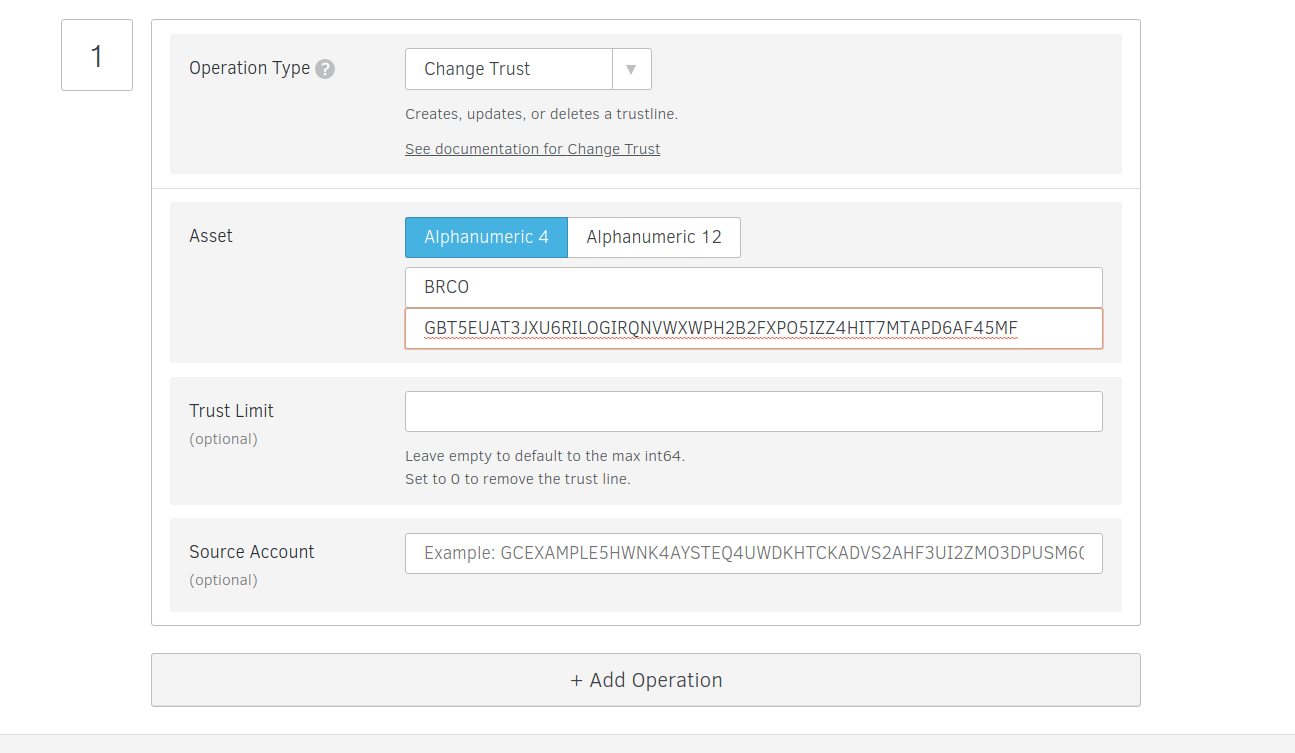 1
Operation Type ?
Change Trust ▼
Creates, updates, or deletes a trustline.
See documentation for Change Trust
Asset
Alphanumeric 4 Alphanumeric 12
BRCO
GBT5EUAT3JXU6RILOGIRQNVWXWPH2B2FXPO5IZZ4HIT7MTAPD6AF45MF
Trust Limit
(optional)
Leave empty to default to the max int64.
Set to 0 to remove the trust line.
Source Account
(optional)
Example: GCEXAMPLE5HWNK4AYSTEQ4UWDKHTCKADVS2AHF3UI2ZMO3DPUSM6Q
+ Add Operation